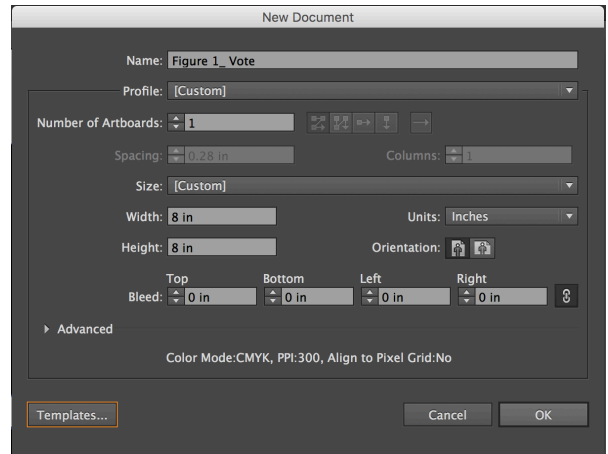 New Document
Name: Figure 1_ Vote
Profile: [Custom]
Number of Artboards: 1
Spacing: 0.28 in Columns: 1
Size: [Custom]
Width: 8 in Units: Inches
Height: 8 in Orientation:
Top Bottom Left Right
Bleed: 0 in 0 in 0 in 0 in
Advanced
Color Mode:CMYK, PPI:300, Align to Pixel Grid:No
Templates... Cancel OK